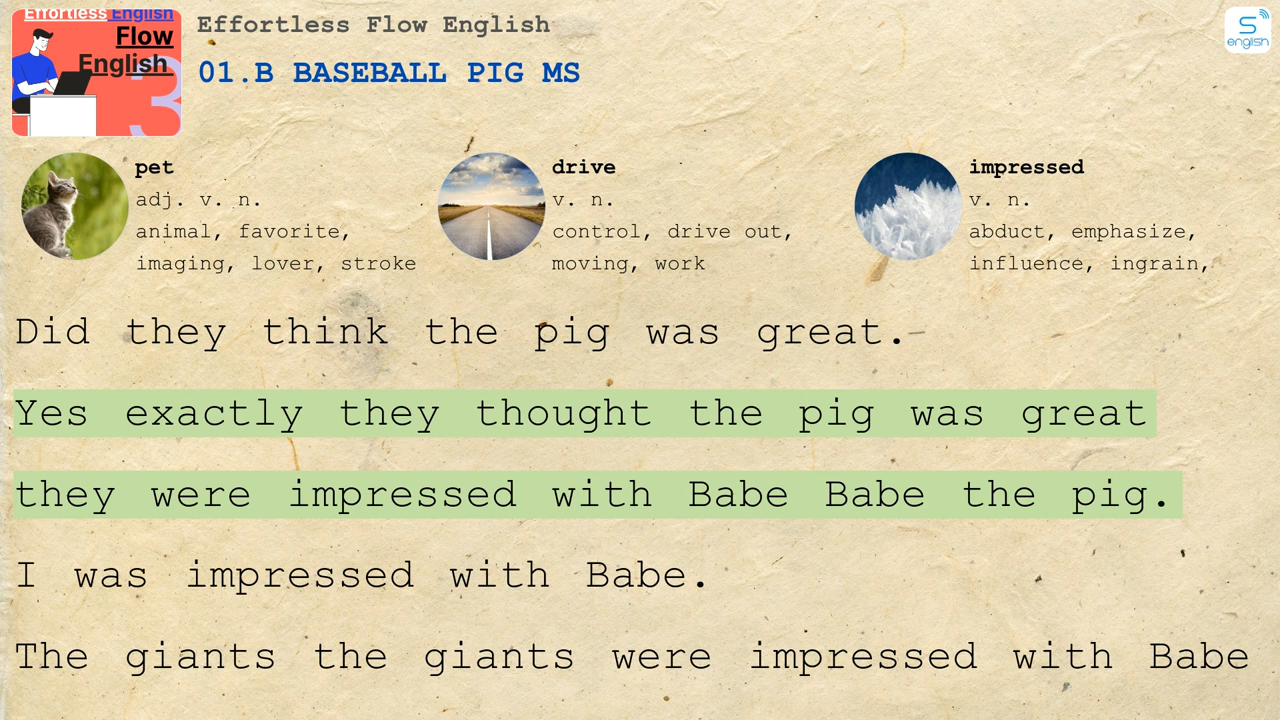 Effortless English
Flow
English
3
Effortless Flow English
01.B BASEBALL PIG MS
S
english
pet
adj. v. n.
animal, favorite,
imaging, lover, stroke
drive
v. n.
control, drive out,
moving, work
impressed
v. n.
abduct, emphasize,
influence, ingrain,
Did they think the pig was great.
Yes exactly they thought the pig was great
they were impressed with Babe Babe the pig.
I was impressed with Babe.
The giants the giants were impressed with Babe